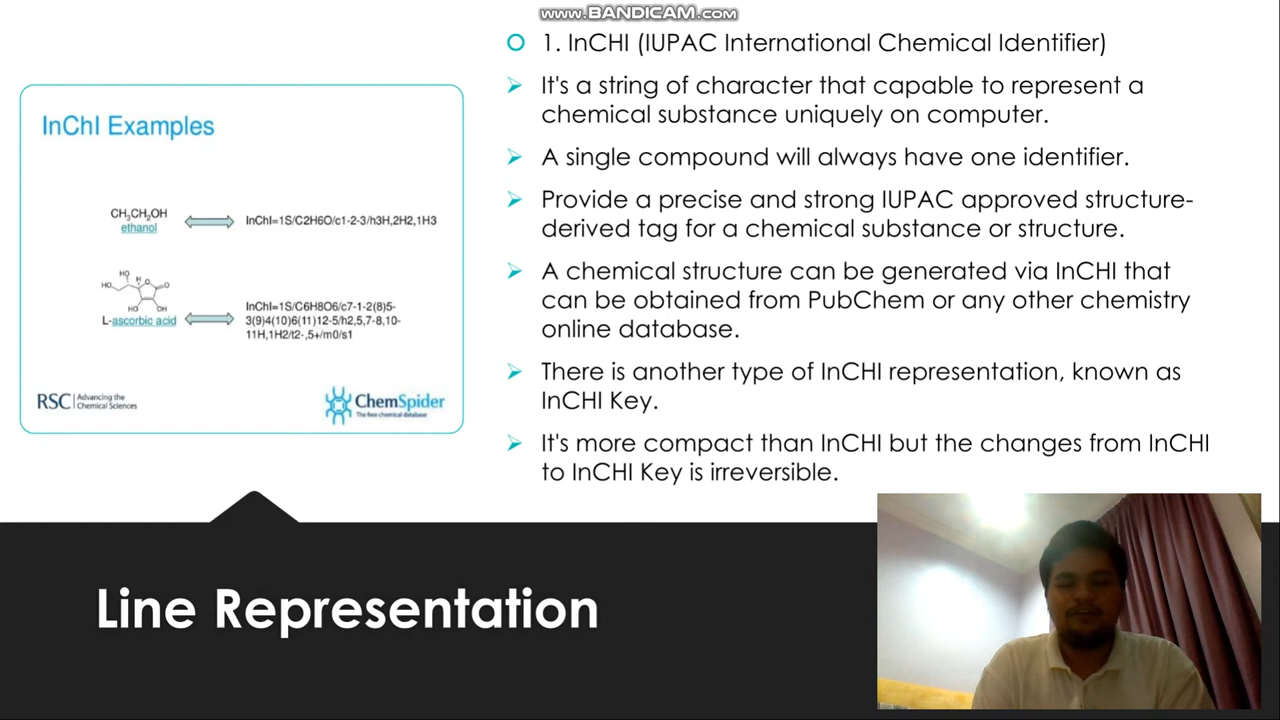 www.BANDICAM.com
1. InCHI (IUPAC International Chemical Identifier)
It's a string of character that capable to represent a
chemical substance uniquely on computer.
A single compound will always have one identifier.
Provide a precise and strong IUPAC approved structure-
derived tag for a chemical substance or structure.
A chemical structure can be generated via InCHI that
can be obtained from PubChem or any other chemistry
online database.
There is another type of InCHI representation, known as
InCHI Key.
It's more compact than InCHI but the changes from InCHI
to InCHI Key is irreversible.
InChI Examples
CH₃CH₂OH
ethanol
InChI=1S/C2H6O/c1-2-3/h3H,2H2,1H3
HO
H
O
O
HO
HO
OH
L-ascorbic acid
InChI=1S/C6H8O6/c7-1-2(8)5-
3(9)4(10)6(11)12-5/h2,5,7-8,10-
11H,1H2/t2-,5+/m0/s1
RSC | Advancing the
Chemical Sciences
ChemSpider
The free chemical database
Line Representation